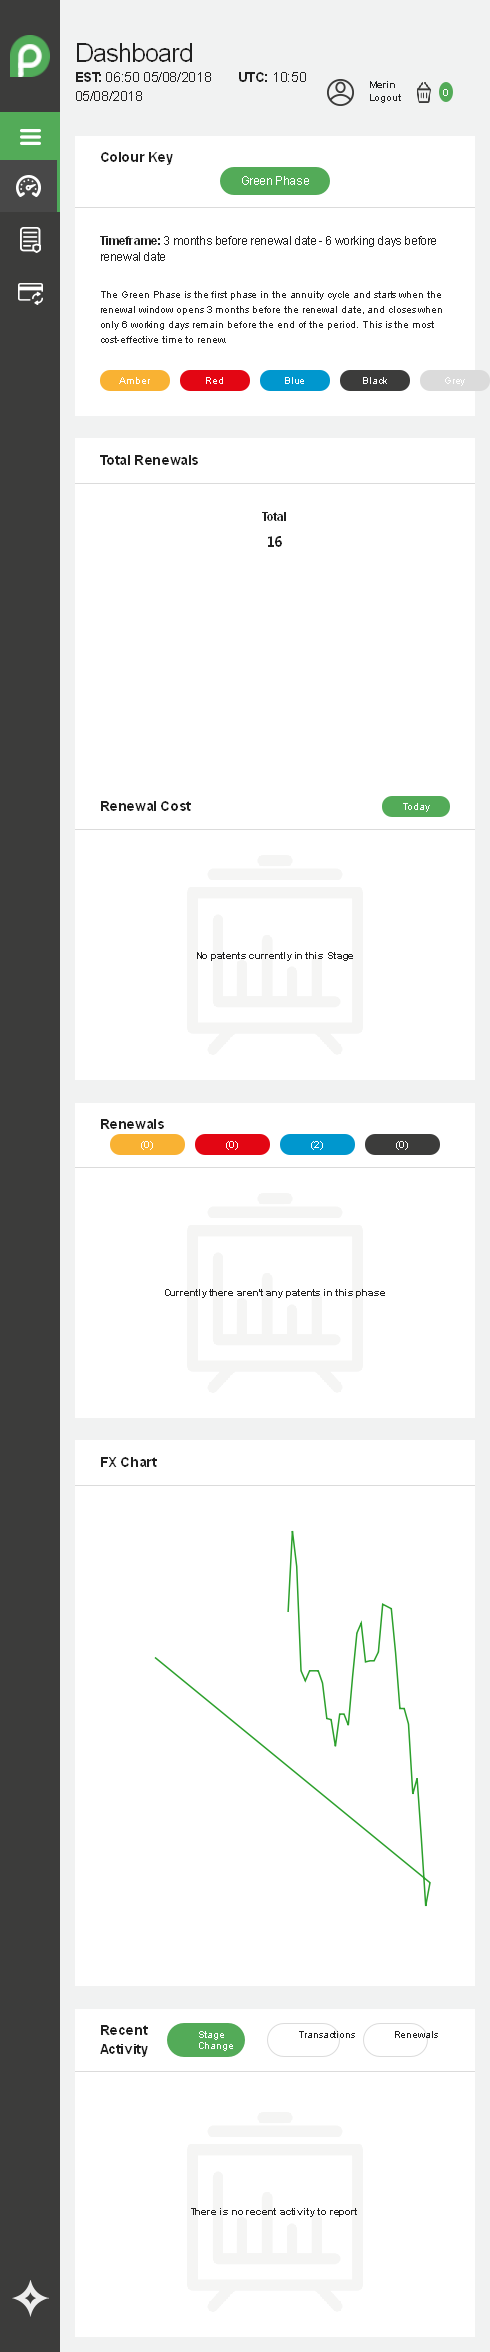 Dashboard
EST: 06:50 05/08/2018 UTC: 10:50
05/08/2018
Merin
Logout
0
Colour Key
Green Phase
Timeframe: 3 months before renewal date - 6 working days before
renewal date
The Green Phase is the first phase in the annuity cycle and starts when the
renewal window opens 3 months before the renewal date, and closes when
only 6 working days remain before the end of the period. This is the most
cost-effective time to renew.
Amber Red Blue Black Grey
Total Renewals
Total
16
Renewal Cost
Today
No patents currently in this Stage
Renewals
(0) (0) (2) (0)
Currently there aren't any patents in this phase
FX Chart
Recent
Activity
Stage
Change
Transactions
Renewals
There is no recent activity to report